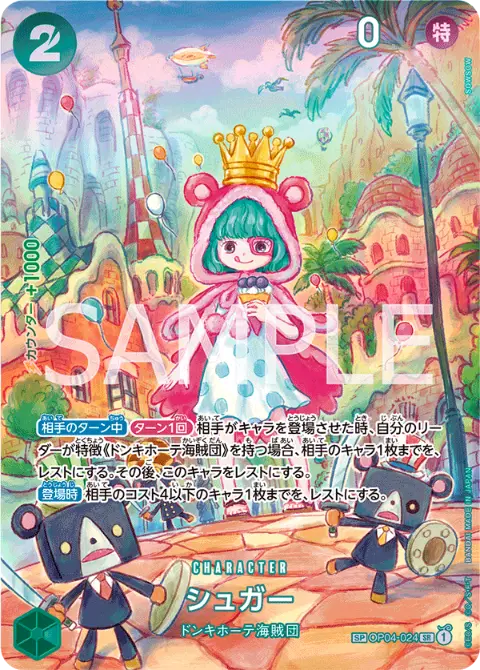 2
0
特
SOWSOW
カウンター +1000
SAMPLE
相手のターン中 ターン1回 相手がキャラを登場させた時、自分のリー
ダーが特徴《ドンキホーテ海賊団》を持つ場合、相手のキャラ1枚までを、
レストにする。その後、このキャラをレストにする。
登場時 相手のコスト4以下のキャラ1枚までを、レストにする。
CHARACTER
シュガー
ドンキホーテ海賊団
SP OP04-024 SR 1
BANDAI MADE IN JAPAN